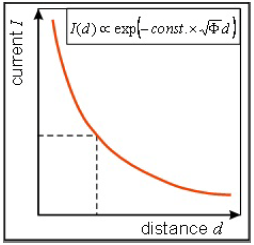 I(d) ∝ exp(−const.×√Φ d)
current I
distance d